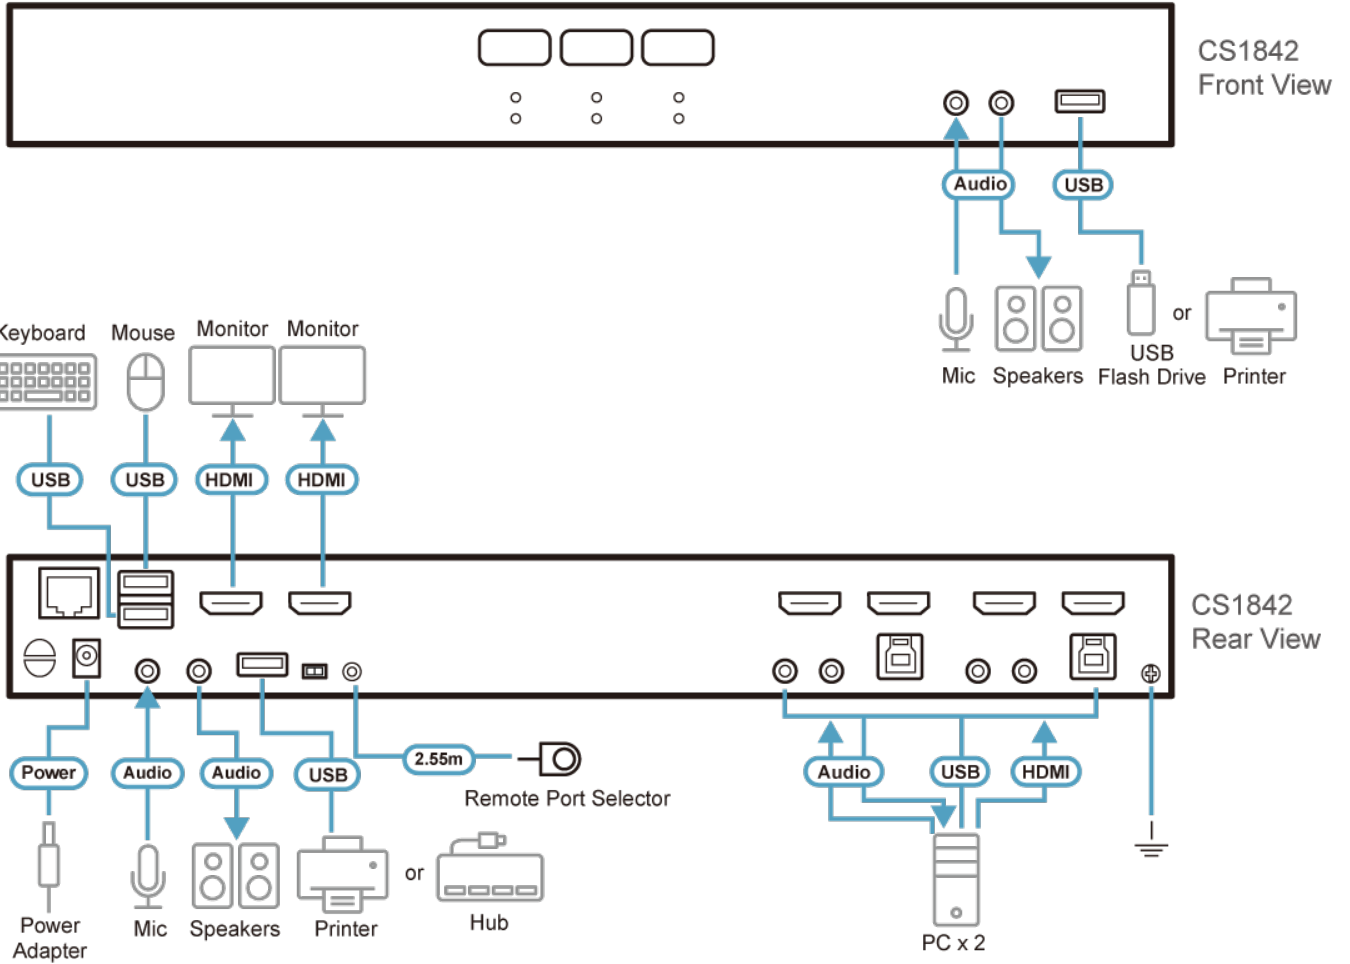 CS1842
Front View
Audio
USB
or
USB
Mic Speakers Flash Drive Printer
Keyboard Mouse Monitor Monitor
USB USB HDMI HDMI
CS1842
Rear View
2.55m
Power Audio Audio USB Audio USB HDMI
Remote Port Selector
or
Power Mic Speakers Printer Hub
Adapter
PC x 2